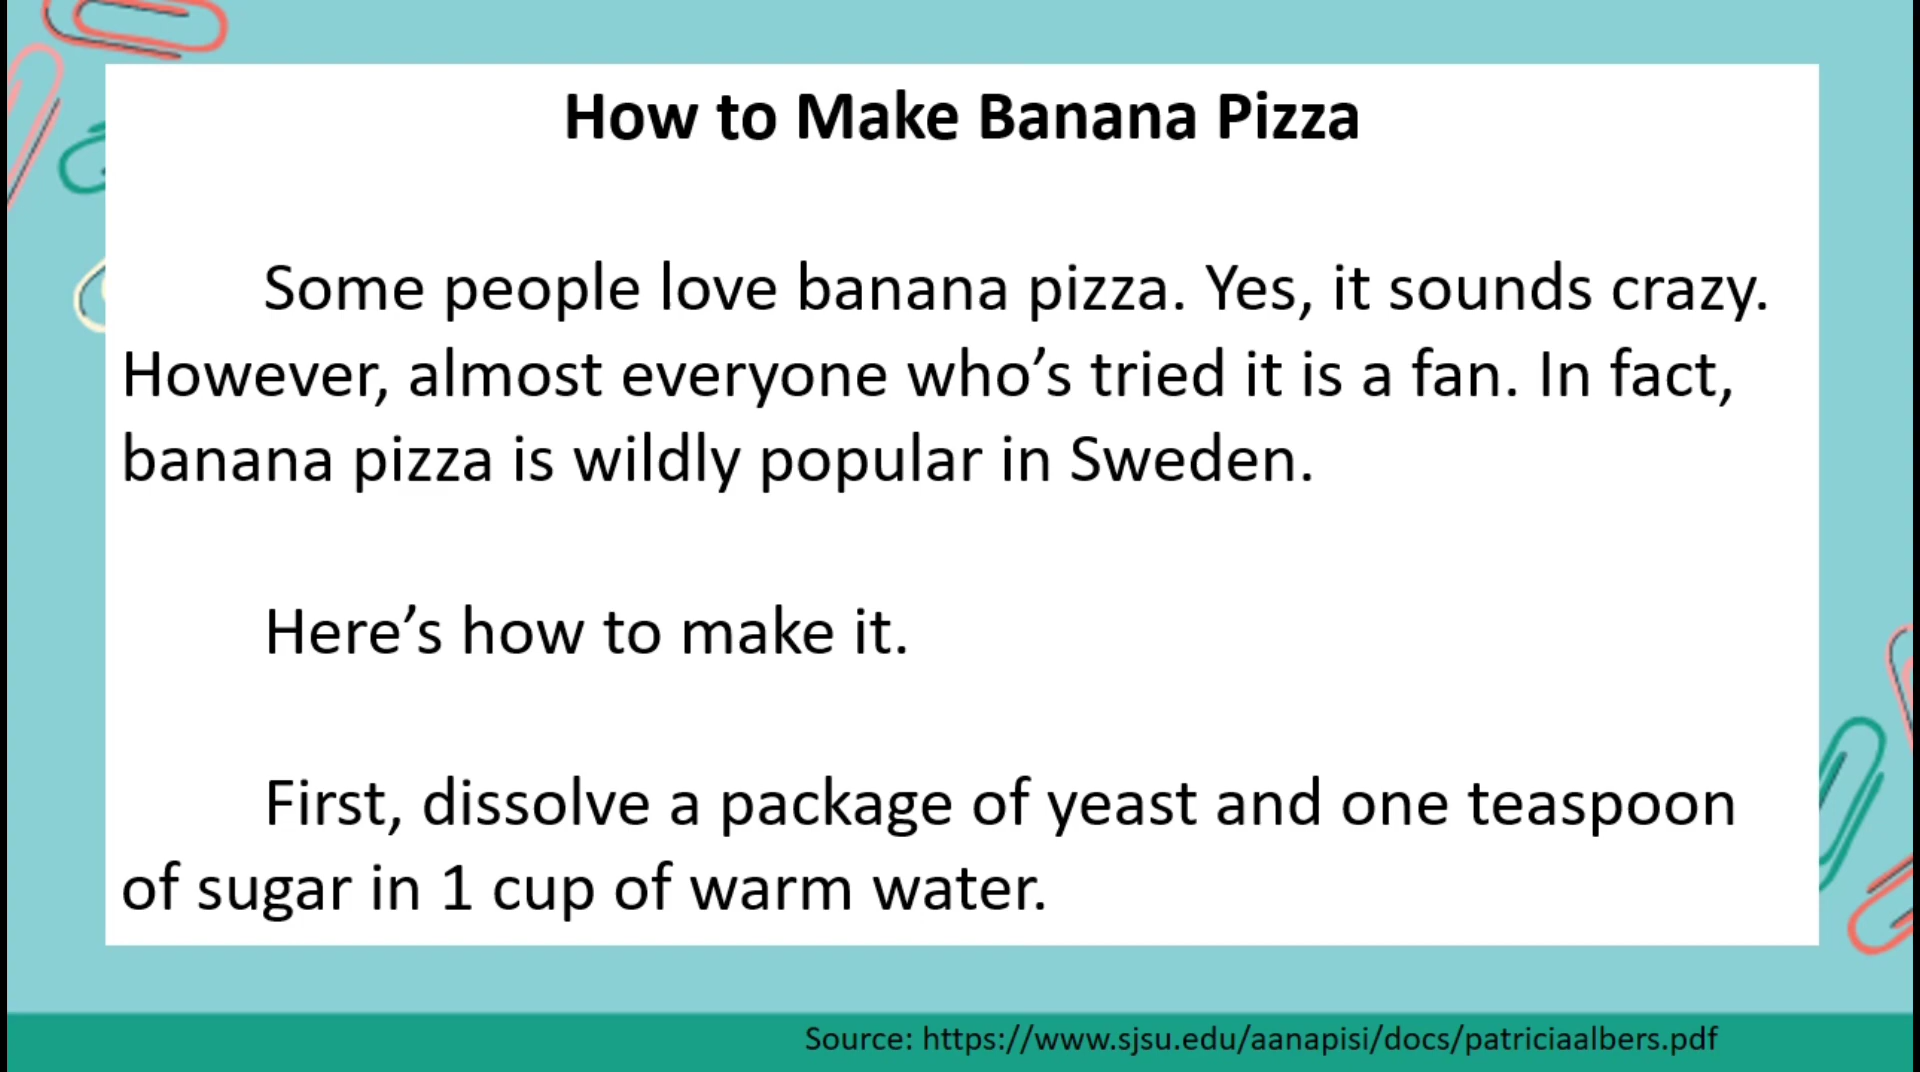 How to Make Banana Pizza
Some people love banana pizza. Yes, it sounds crazy.
However, almost everyone who’s tried it is a fan. In fact,
banana pizza is wildly popular in Sweden.
Here’s how to make it.
First, dissolve a package of yeast and one teaspoon
of sugar in 1 cup of warm water.
Source: https://www.sjsu.edu/aanapisi/docs/patriciaalbers.pdf